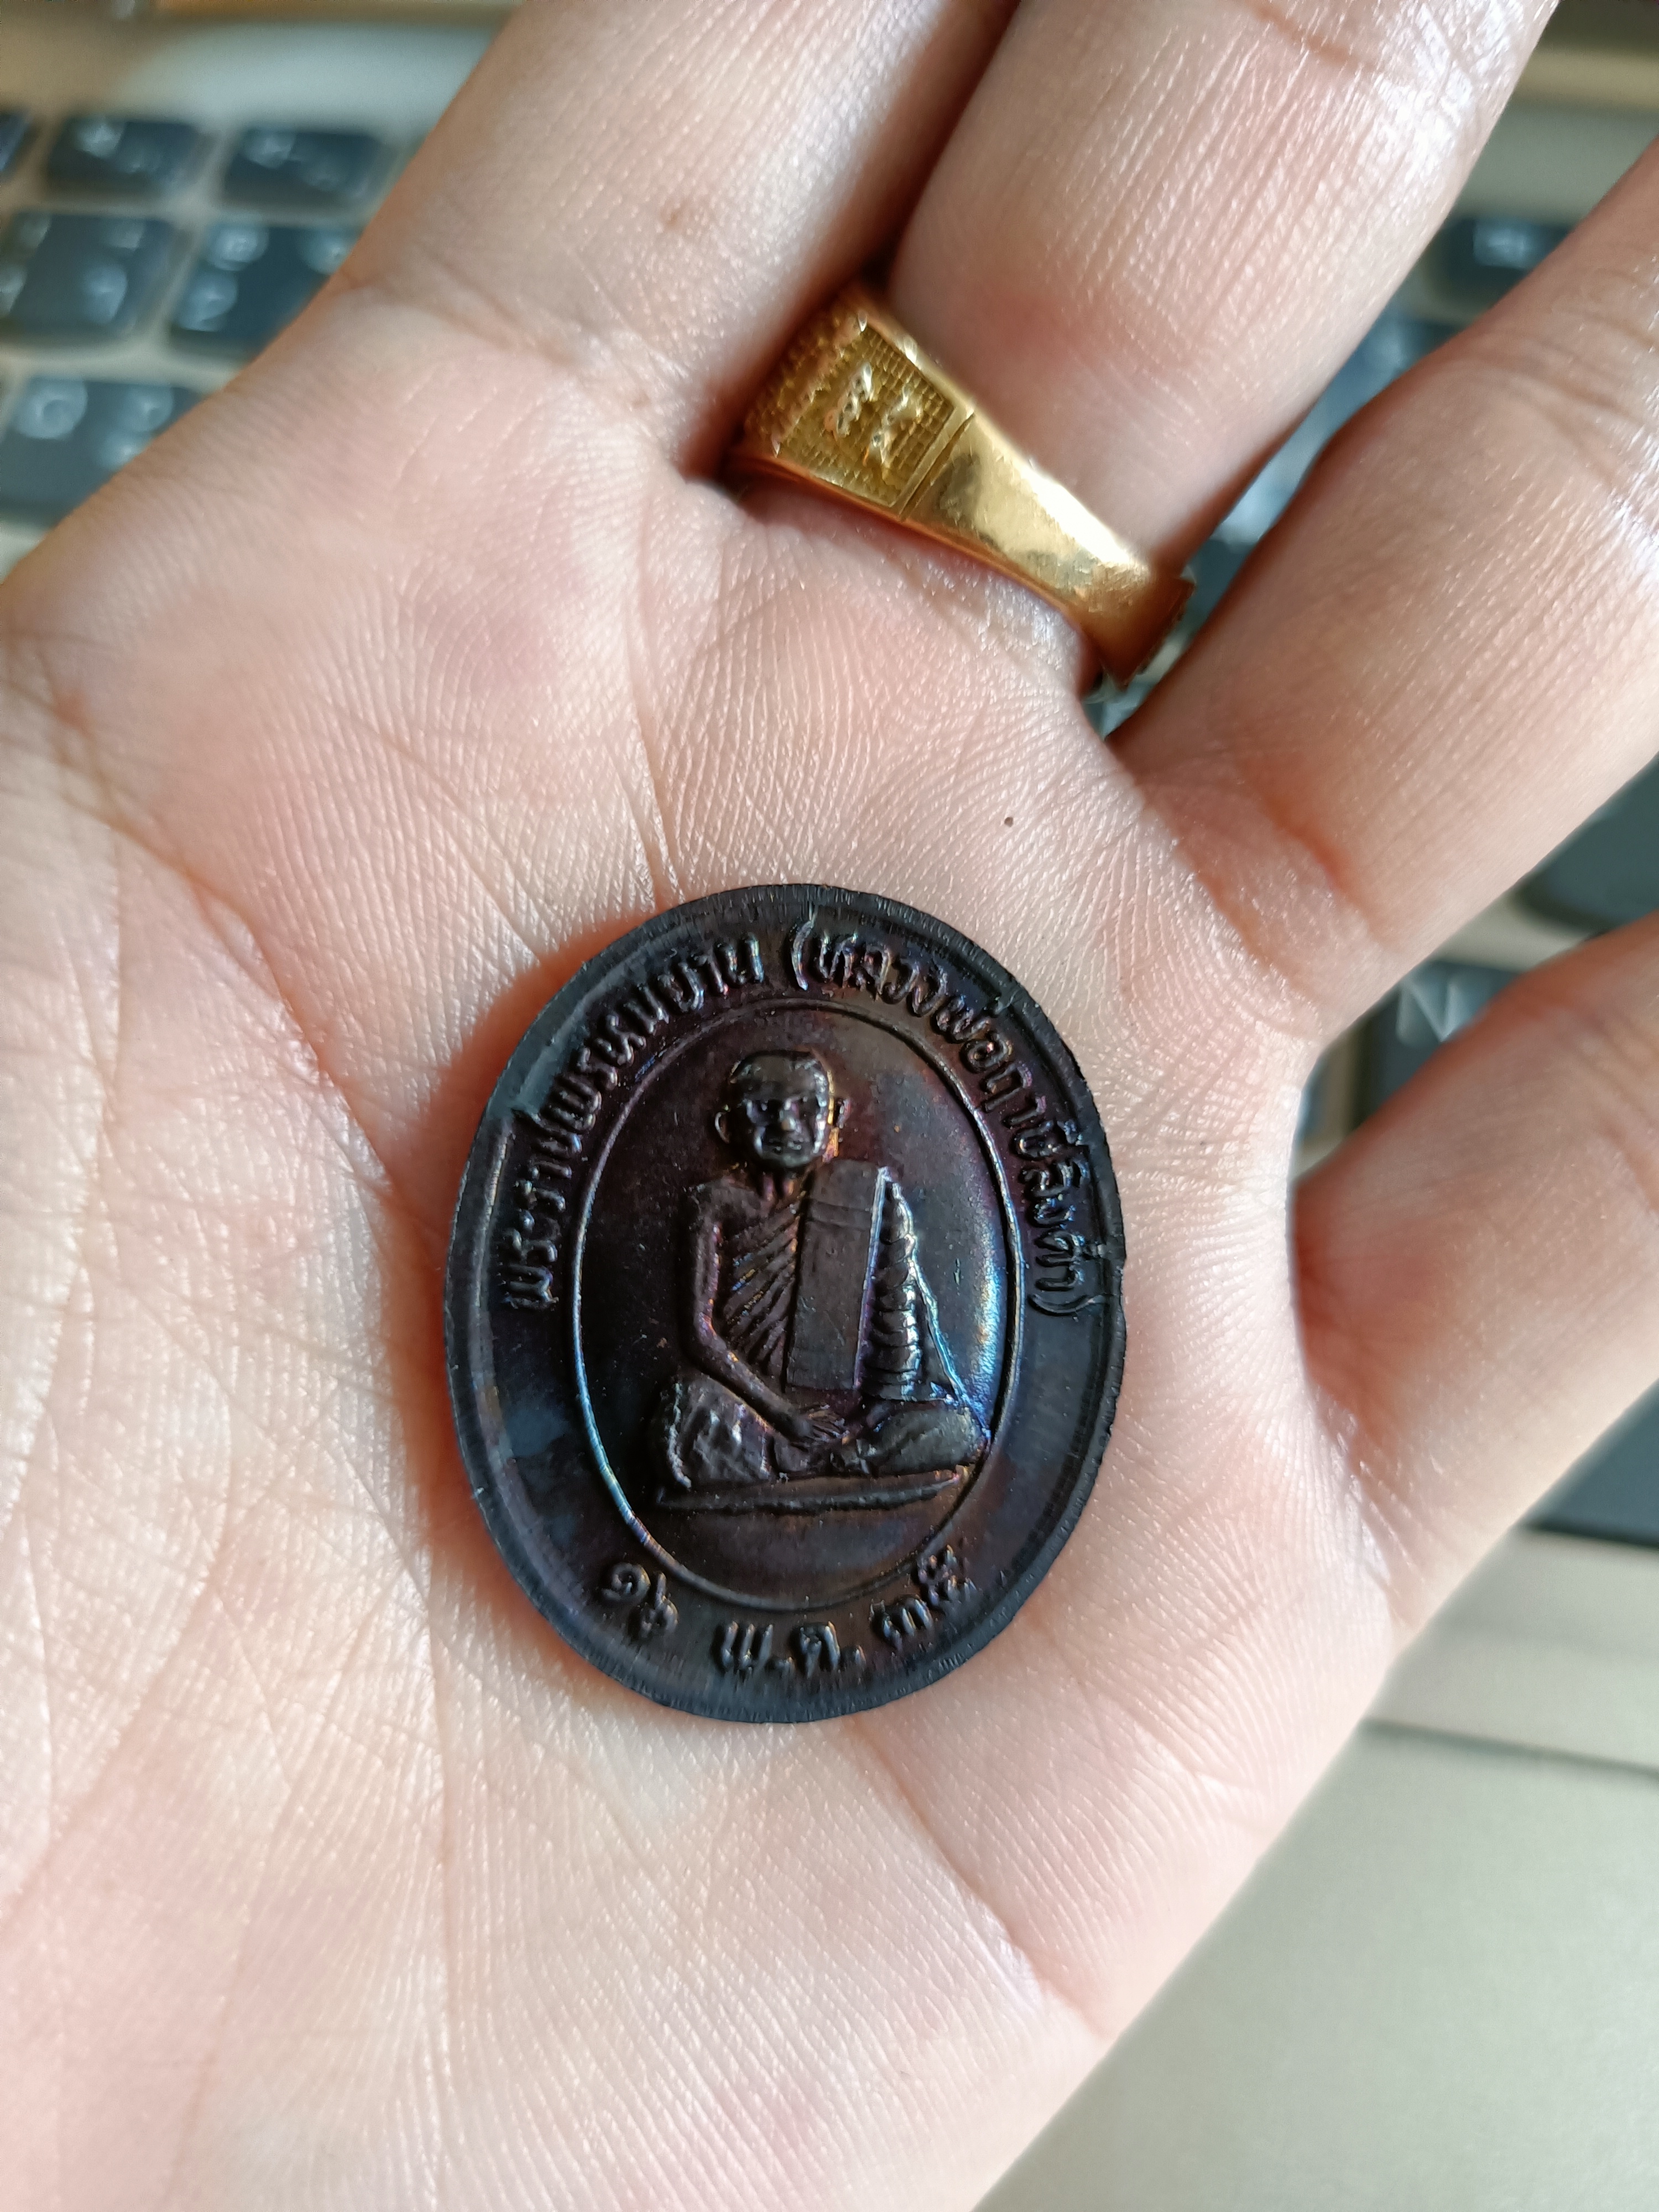 พระราชพรหมยาน (หลวงพ่อฤาษีลิงดำ)
๑๖ พ.ค. ๓๕